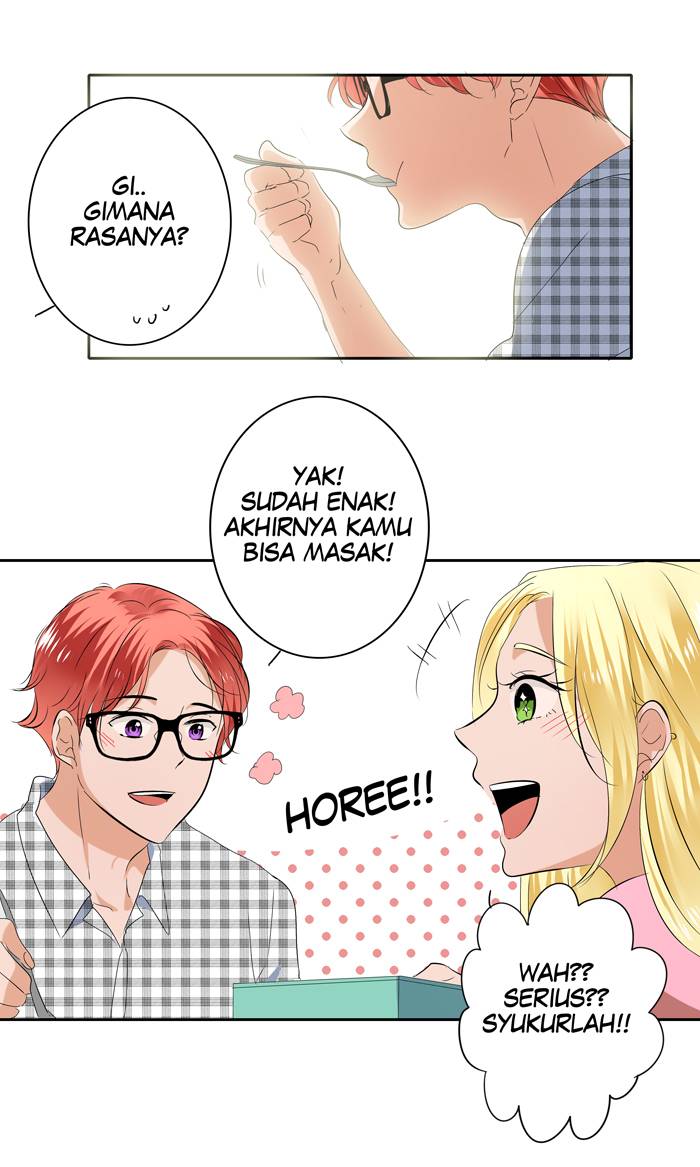 GI..
GIMANA
RASANYA?
YAK!
SUDAH ENAK!
AKHIRNYA KAMU
BISA MASAK!
HOREE!!
WAH??
SERIUS??
SYUKURLAH!!